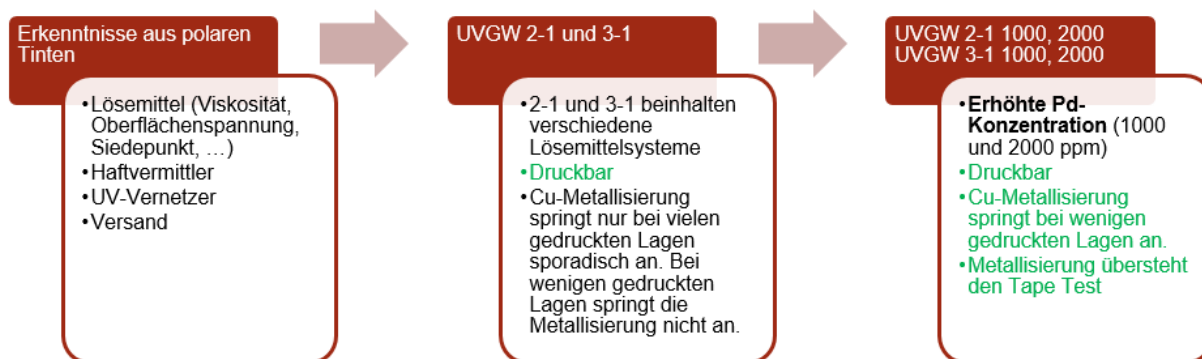 Erkenntnisse aus polaren
Tinten
•Lösemittel (Viskosität,
Oberflächenspannung,
Siedepunkt, …)
•Haftvermittler
•UV-Vernetzer
•Versand
UVGW 2-1 und 3-1
•2-1 und 3-1 beinhalten
verschiedene
Lösemittelsysteme
•Druckbar
•Cu-Metallisierung
springt nur bei vielen
gedruckten Lagen
sporadisch an. Bei
wenigen gedruckten
Lagen springt die
Metallisierung nicht an.
UVGW 2-1 1000, 2000
UVGW 3-1 1000, 2000
•Erhöhte Pd-
Konzentration (1000
und 2000 ppm)
•Druckbar
•Cu-Metallisierung
springt bei wenigen
gedruckten Lagen an.
•Metallisierung übersteht
den Tape Test